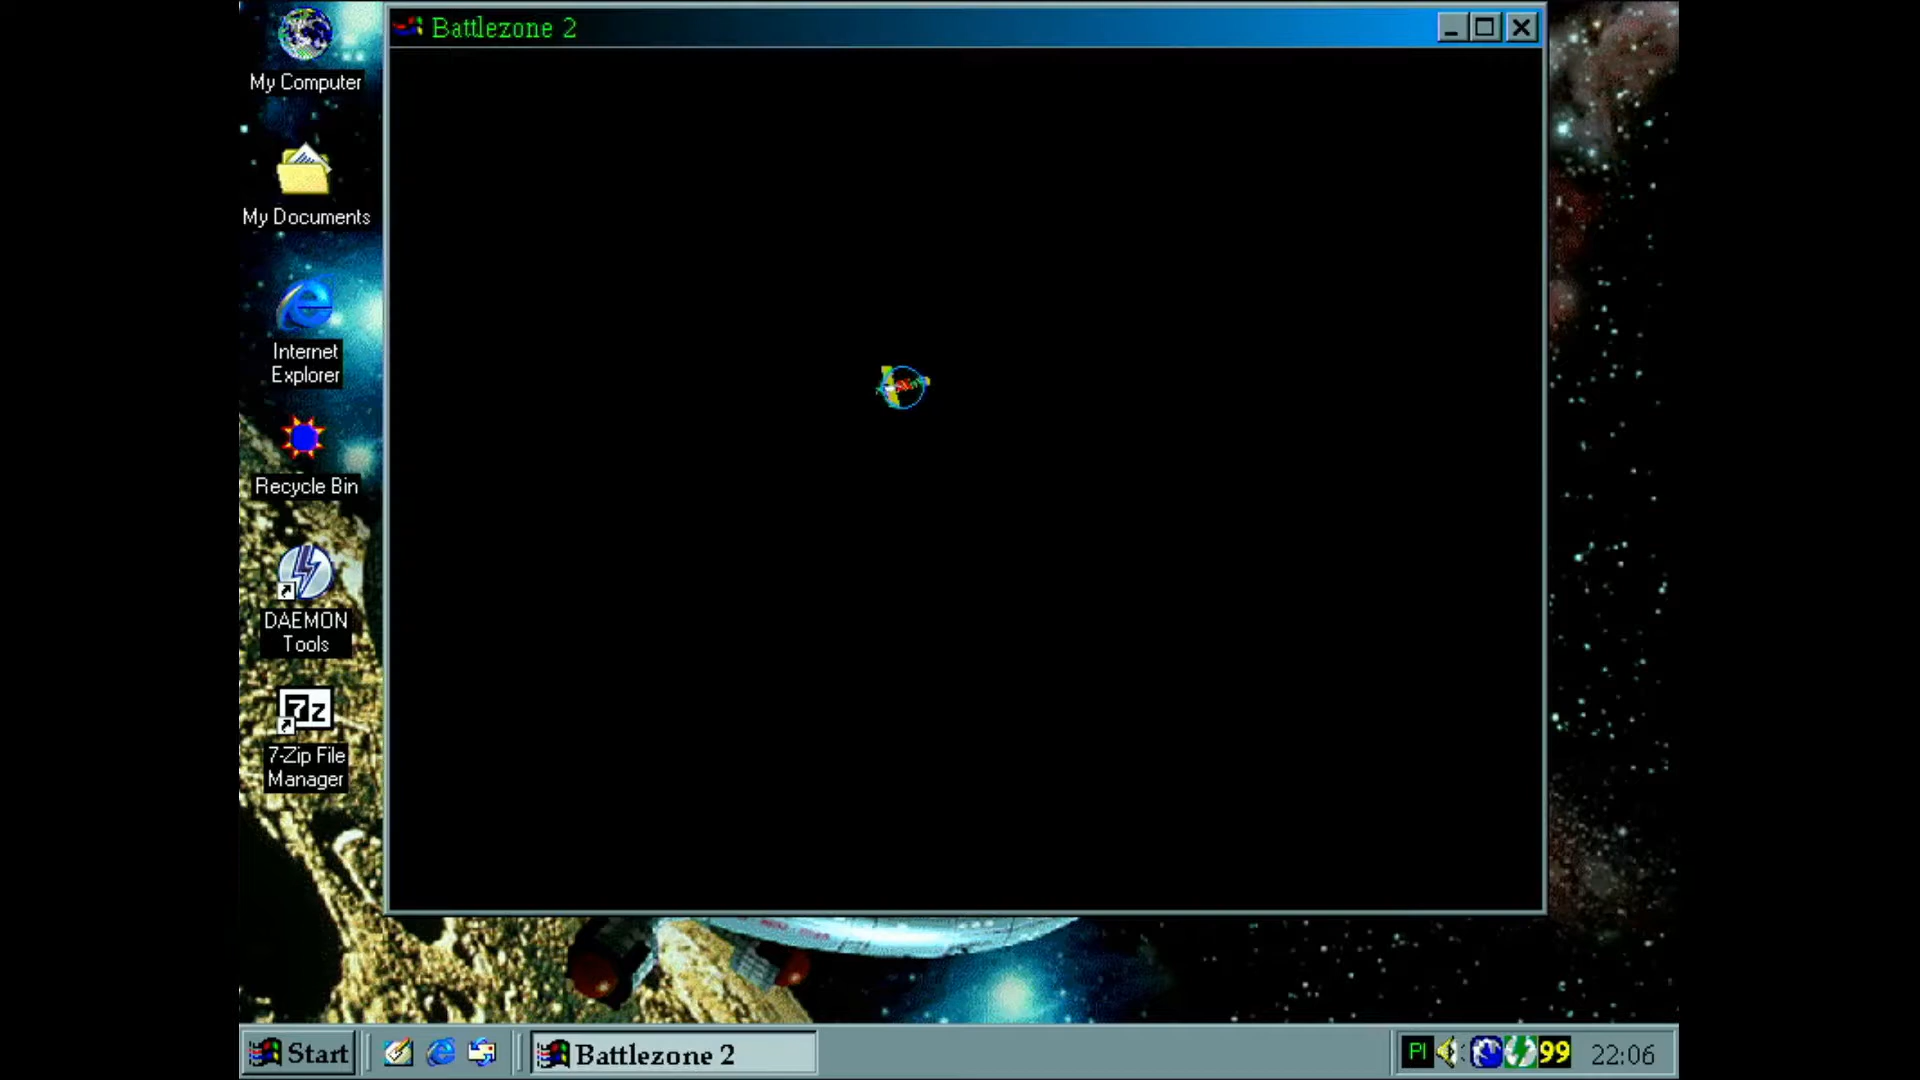 Battlezone 2
My Computer
My Documents
Internet
Explorer
Recycle Bin
DAEMON
Tools
7z
7-Zip File
Manager
Start
Battlezone 2
PI
99
22:06